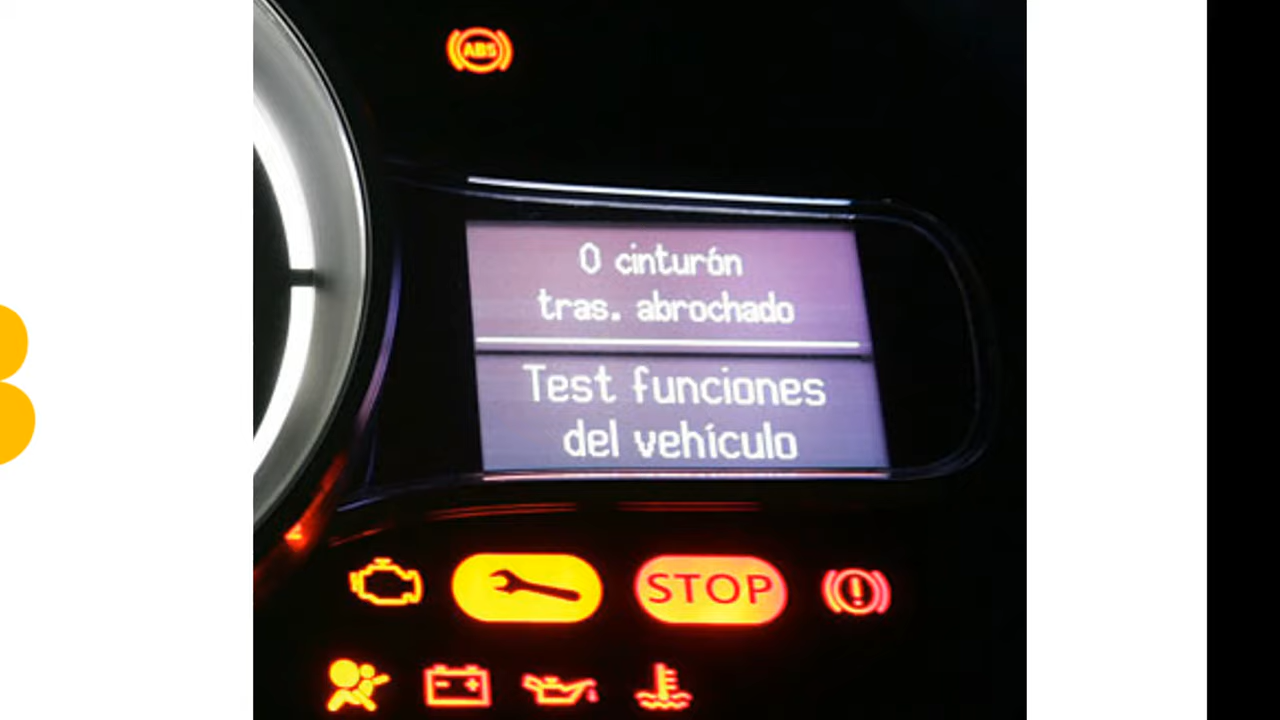 ABS
0 cinturón
tras. abrochado
Test funciones
del vehículo
STOP